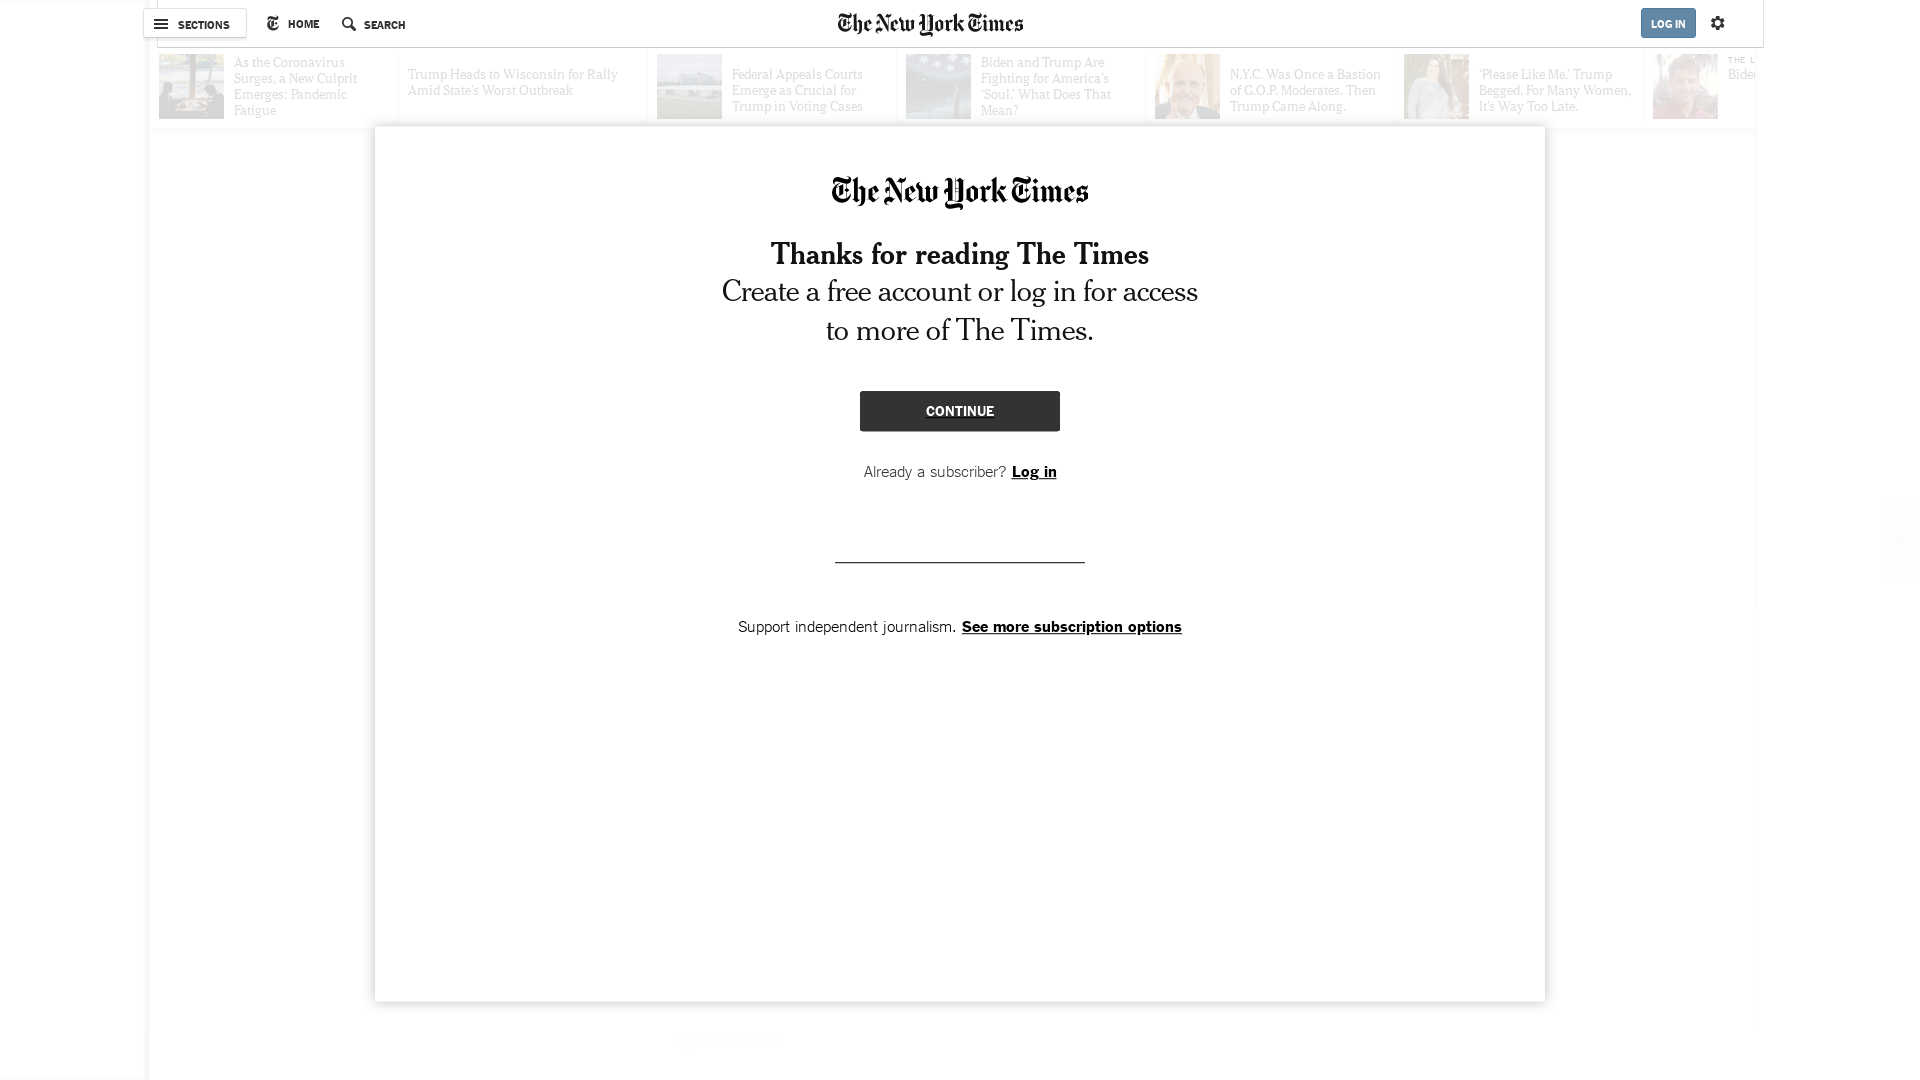 SECTIONS
HOME
SEARCH
The New York Times
LOG IN
As the Coronavirus
Surges, a New Culprit
Emerges: Pandemic
Fatigue
Trump Heads to Wisconsin for Rally
Amid State's Worst Outbreak
Federal Appeals Courts
Emerge as Crucial for
Trump in Voting Cases
Biden and Trump Are
Fighting for America's
'Soul.' What Does That
Mean?
N.Y.C. Was Once a Bastion
of G.O.P. Moderates. Then
Trump Came Along.
'Please Like Me,' Trump
Begged. For Many Women,
It's Way Too Late.
THE L
Biden
The New York Times
Thanks for reading The Times
Create a free account or log in for access
to more of The Times.
CONTINUE
Already a subscriber? Log in
Support independent journalism. See more subscription options